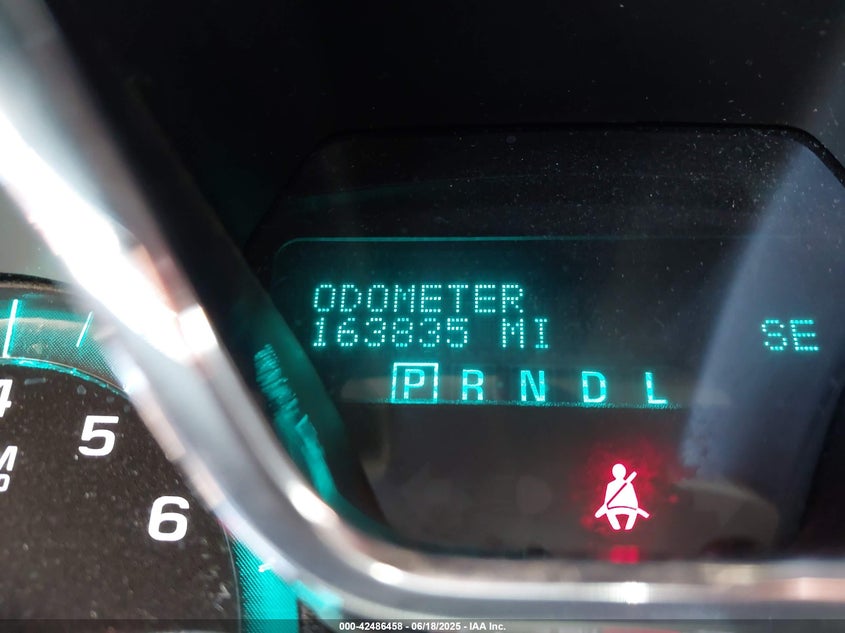 ODOMETER
163835 MI
SE
P R N D L
4
5
6
000-42486458 - 06/18/2025 - IAA Inc.